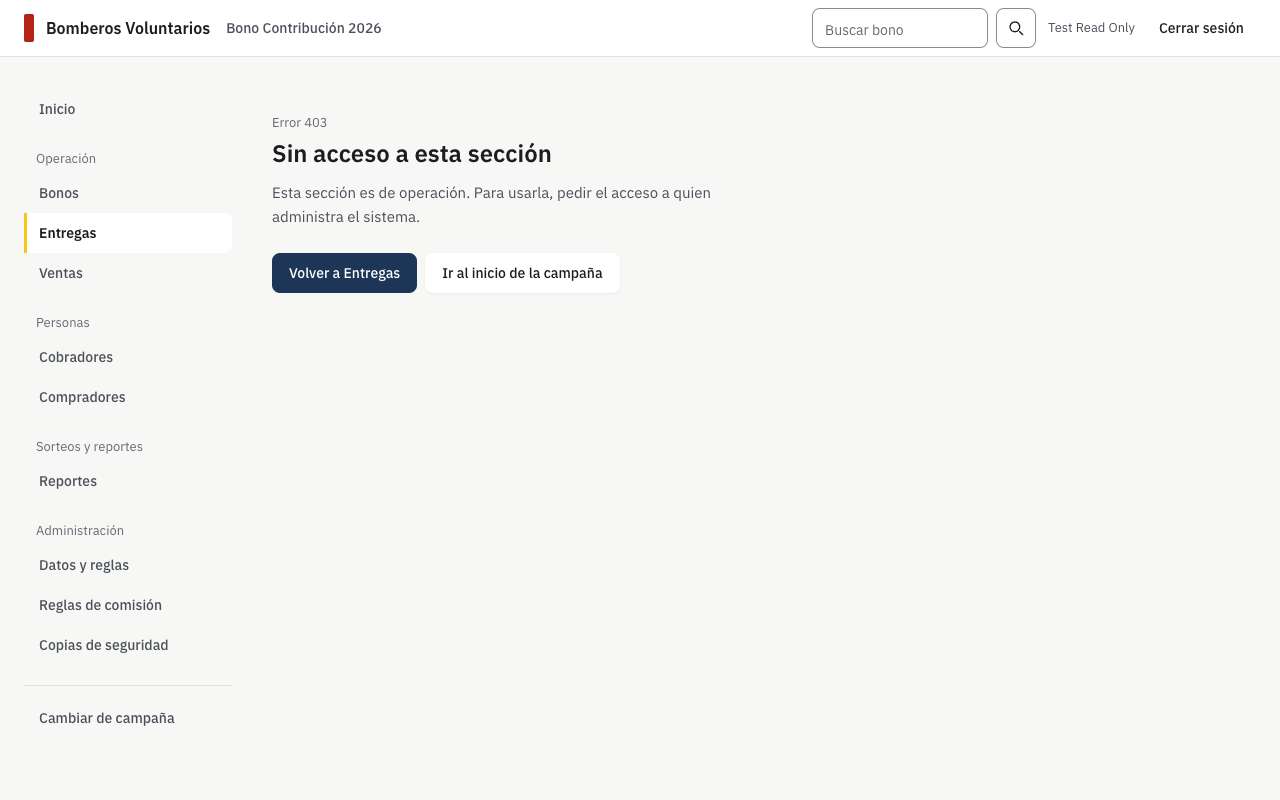 Bomberos Voluntarios
Bono Contribución 2026
Buscar bono
Test Read Only
Cerrar sesión
Inicio
Operación
Bonos
Entregas
Ventas
Personas
Cobradores
Compradores
Sorteos y reportes
Reportes
Administración
Datos y reglas
Reglas de comisión
Copias de seguridad
Cambiar de campaña
Error 403
Sin acceso a esta sección
Esta sección es de operación. Para usarla, pedir el acceso a quien
administra el sistema.
Volver a Entregas
Ir al inicio de la campaña